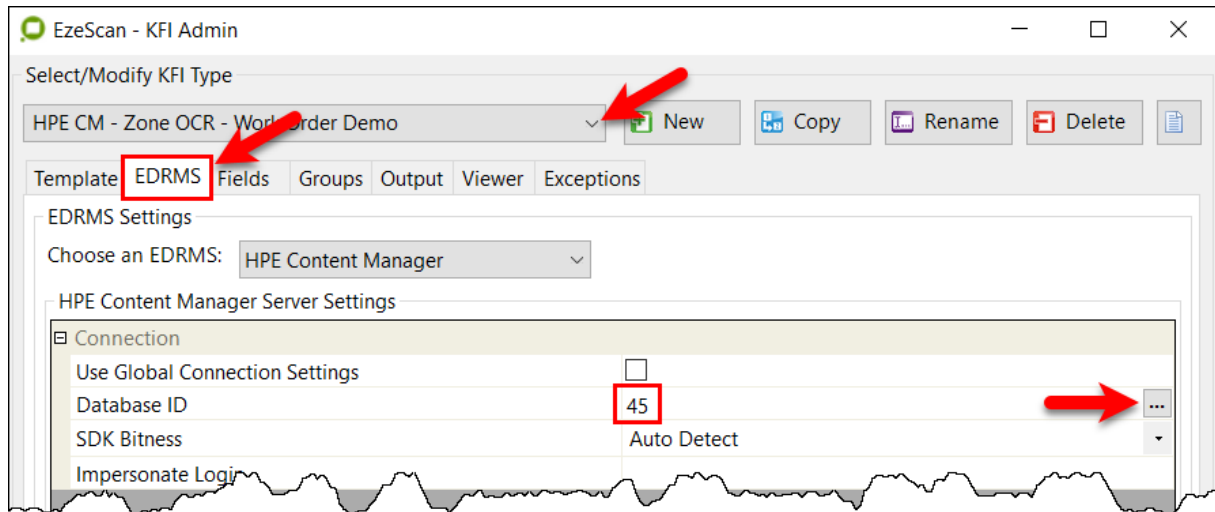 EzeScan - KFI Admin
Select/Modify KFI Type
HPE CM - Zone OCR - Work Order Demo New Copy Rename Delete
Template EDRMS Fields Groups Output Viewer Exceptions
EDRMS Settings
Choose an EDRMS: HPE Content Manager
HPE Content Manager Server Settings
Connection
Use Global Connection Settings
Database ID 45 ...
SDK Bitness Auto Detect
Impersonate Login